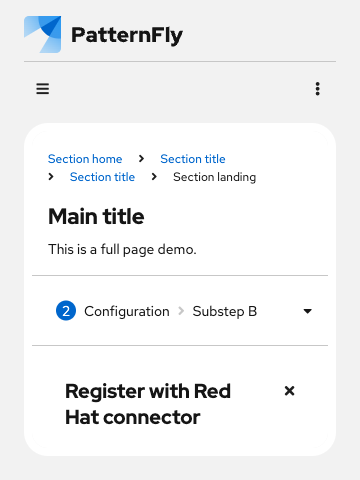 PatternFly
Section home Section title
Section title Section landing
Main title
This is a full page demo.
2 Configuration Substep B
Register with Red
Hat connector